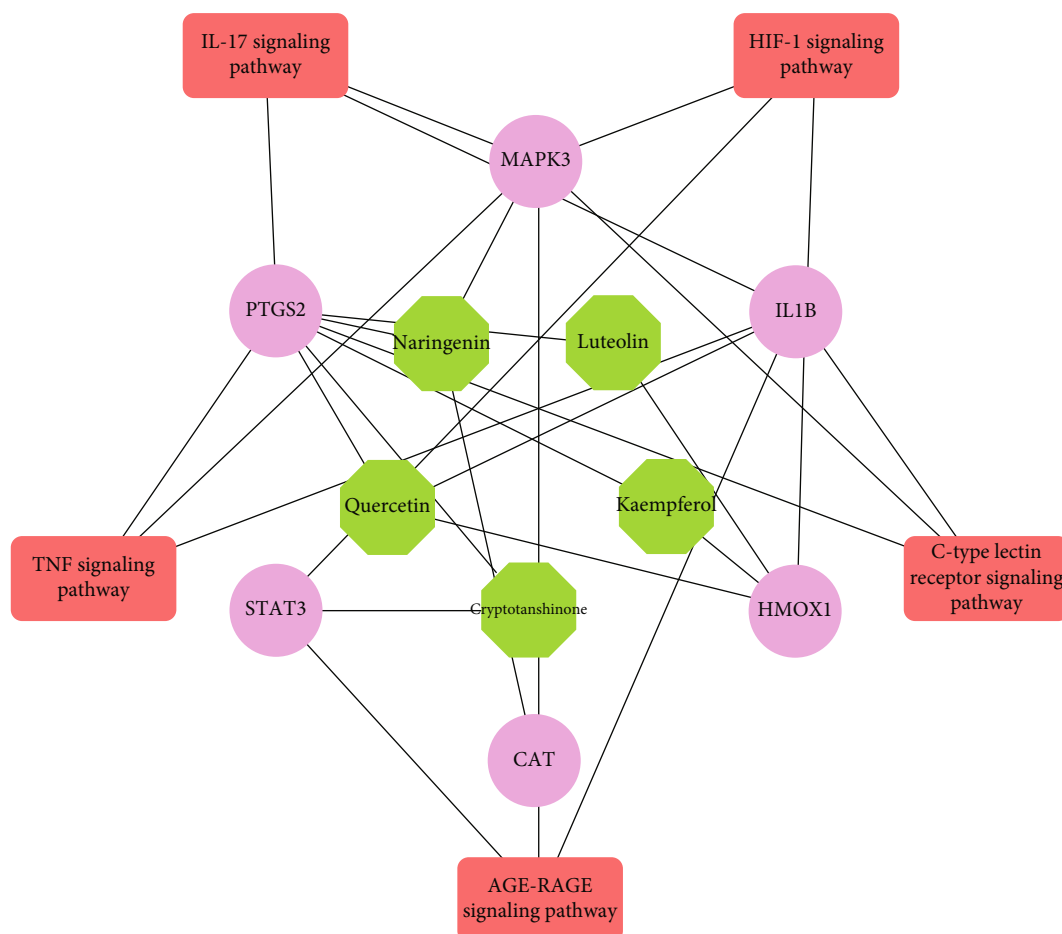 IL-17 signaling
pathway
HIF-1 signaling
pathway
MAPK3
PTGS2
IL1B
Naringenin
Luteolin
Quercetin
Kaempferol
TNF signaling
pathway
C-type lectin
receptor signaling
pathway
STAT3
Cryptotanshinone
HMOX1
CAT
AGE-RAGE
signaling pathway